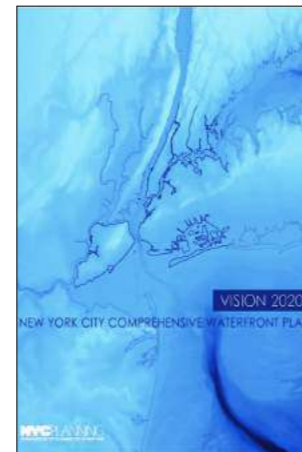 VISION 2020
NEW YORK CITY COMPREHENSIVE WATERFRONT PLA
NYCPLANNING